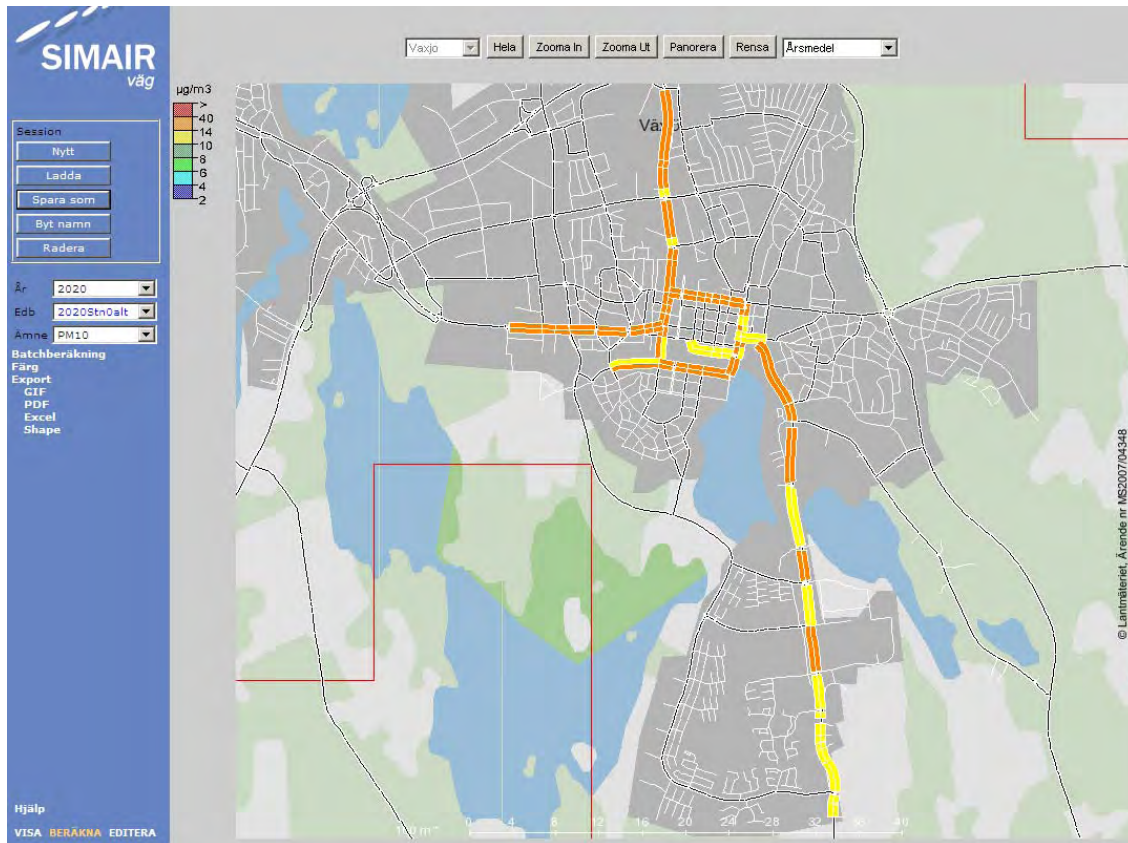 SIMAIR
väg
Vaxjo Hela Zooma In Zooma Ut Panorera Rensa Årsmedel
µg/m3
>
40
14
10
8
6
4
2
Session
Nytt
Ladda
Spara som
Byt namn
Radera
År 2020
Edb 2020Stn0alt
Ämne PM10
Batchberäkning
Färg
Export
GIF
PDF
Excel
Shape
Växjö
© Lantmäteriet, Ärende nr MS2007/04348
0 4 8 12 16 20 24 28 32 36 40
Hjälp
VISA BERÄKNA EDITERA